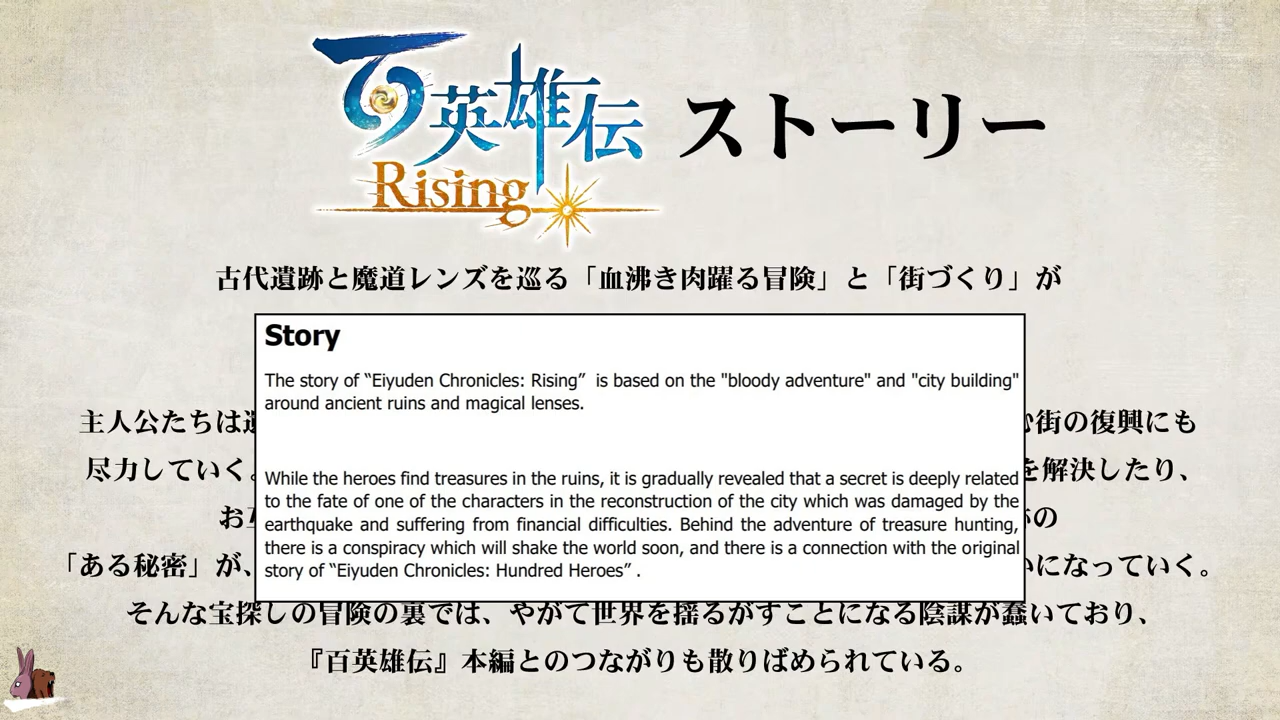 百英雄伝 ストーリー
Rising
古代遺跡と魔道レンズを巡る「血沸き肉躍る冒険」と「街づくり」が
Story
The story of “Eiyuden Chronicles: Rising” is based on the "bloody adventure" and "city building"
around ancient ruins and magical lenses.
主人公たちは
街の復興にも
While the heroes find treasures in the ruins, it is gradually revealed that a secret is deeply related
尽力していく。
を解決したり、
to the fate of one of the characters in the reconstruction of the city which was damaged by the
お
の
earthquake and suffering from financial difficulties. Behind the adventure of treasure hunting,
there is a conspiracy which will shake the world soon, and there is a connection with the original
「ある秘密」が、
になっていく。
story of “Eiyuden Chronicles: Hundred Heroes” .
そんな宝探しの冒険の裏では、やがて世界を揺るがすことになる陰謀が蠢いており、
『百英雄伝』本編とのつながりも散りばめられている。